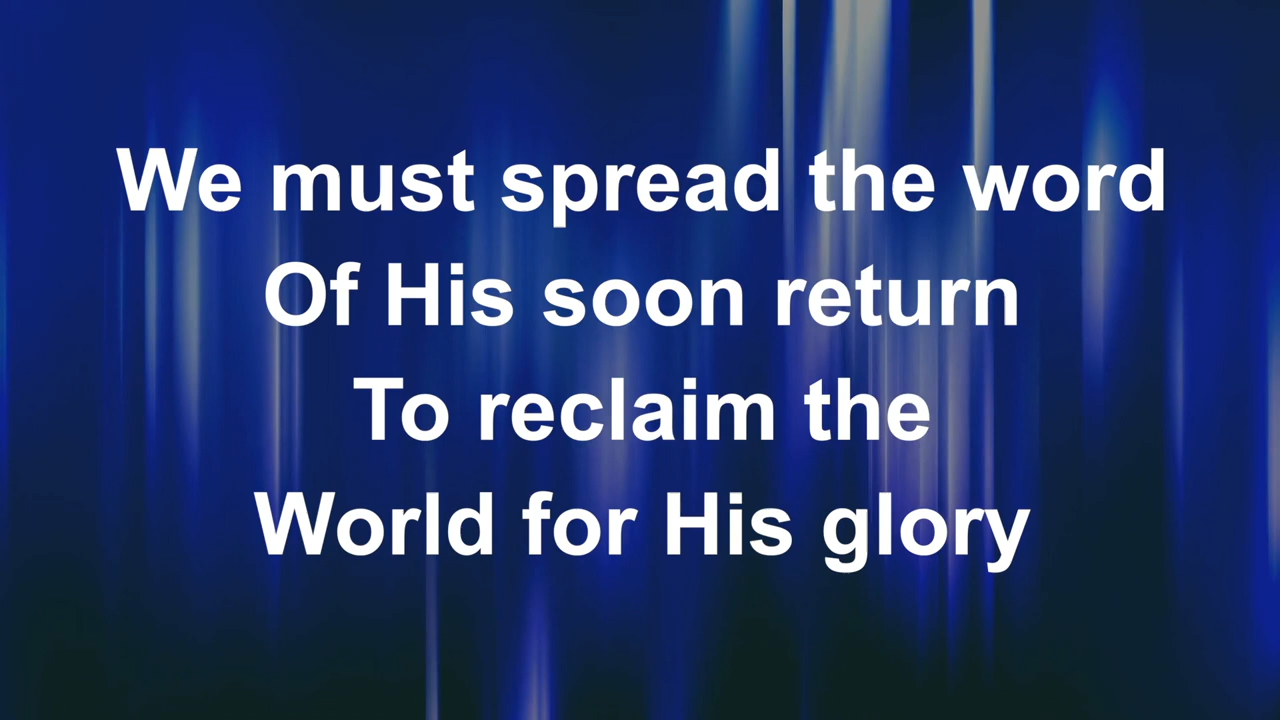 We must spread the word
Of His soon return
To reclaim the
World for His glory